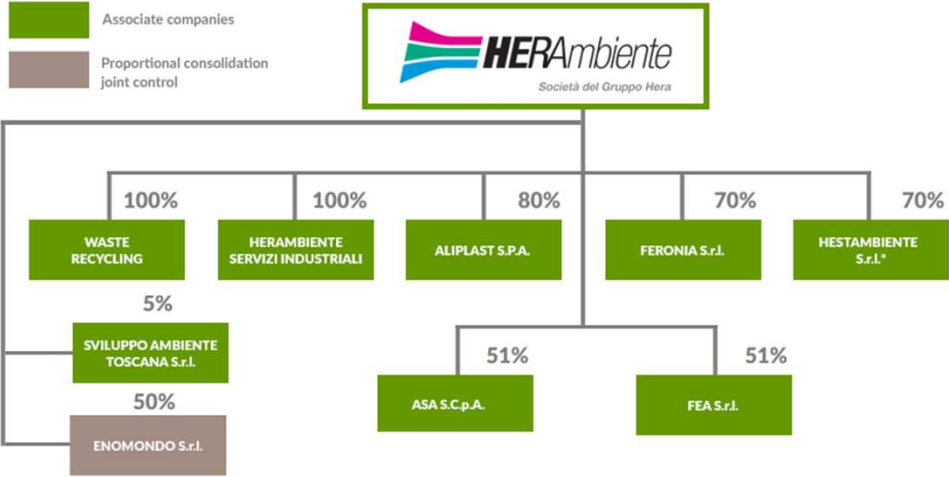 Associate companies
Proportional consolidation
joint control
HERAmbiente
Società del Gruppo Hera
100%
100%
80%
70%
70%
WASTE
RECYCLING
HERAMBIENTE
SERVIZI INDUSTRIALI
ALIPLAST S.P.A.
FERONIA S.r.l.
HESTAMBIENTE
S.r.l.*
5%
SVILUPPO AMBIENTE
TOSCANA S.r.l.
51%
51%
ASA S.C.p.A.
FEA S.r.l.
50%
ENOMONDO S.r.l.